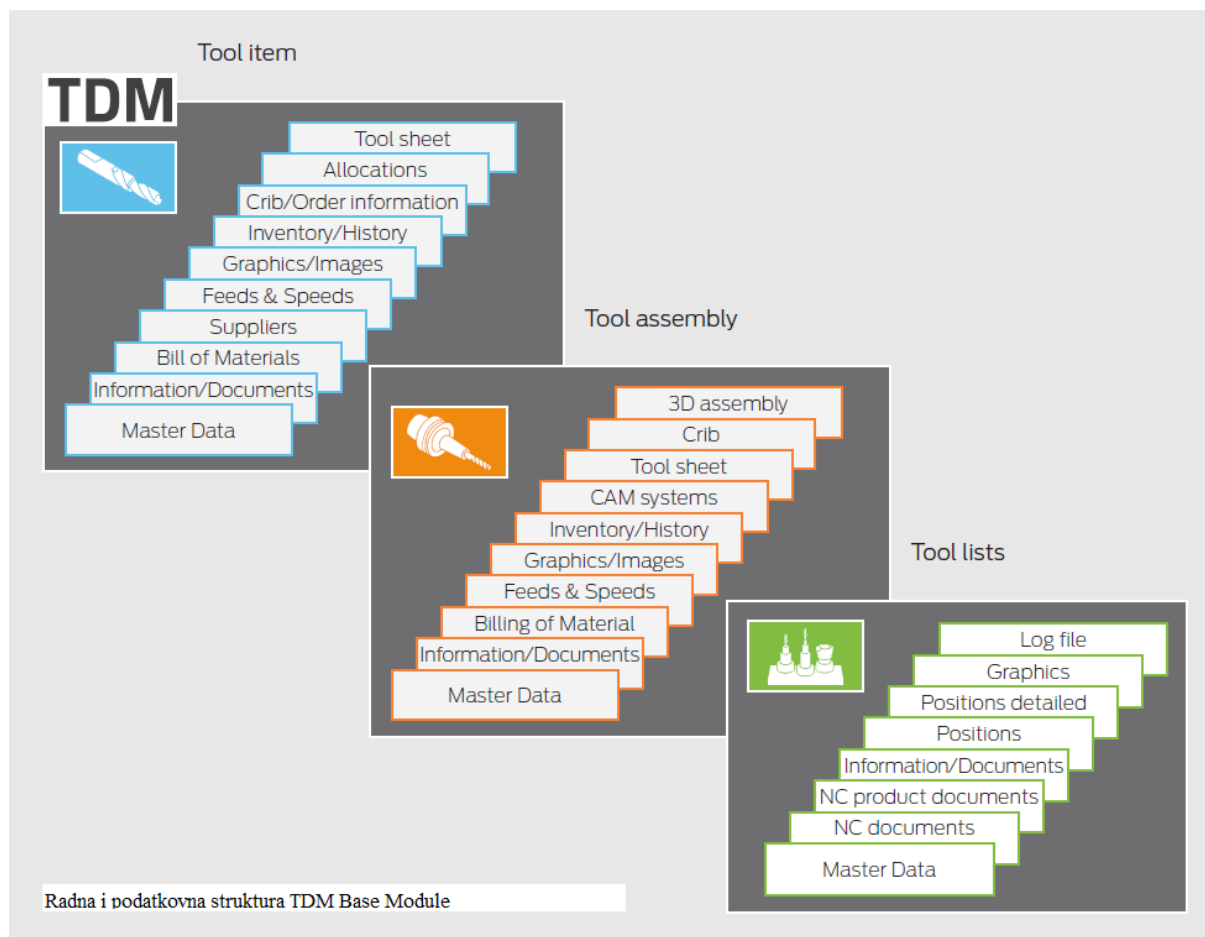 Tool item
TDM
Tool sheet
Allocations
Crib/Order information
Inventory/History
Graphics/Images
Feeds & Speeds
Suppliers
Bill of Materials
Information/Documents
Master Data
Tool assembly
3D assembly
Crib
Tool sheet
CAM systems
Inventory/History
Graphics/Images
Feeds & Speeds
Billing of Material
Information/Documents
Master Data
Tool lists
Log file
Graphics
Positions detailed
Positions
Information/Documents
NC product documents
NC documents
Master Data
Radna i podatkovna struktura TDM Base Module